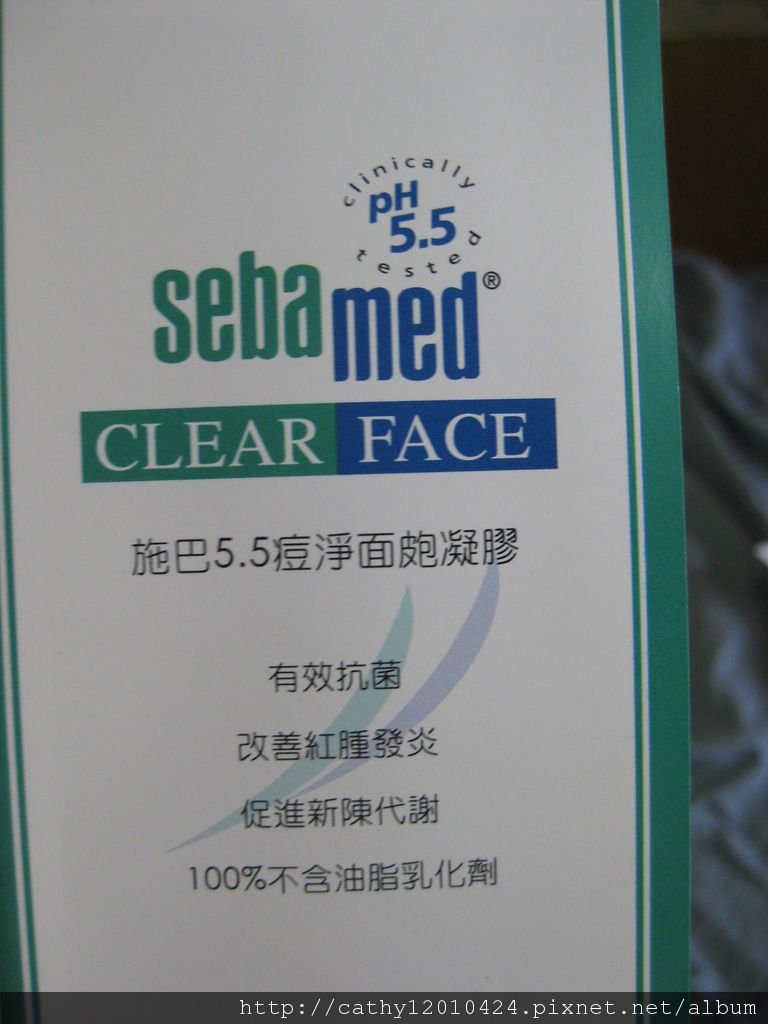 clinically
pH
5.5
tested
seba
med®
CLEAR FACE
施巴5.5痘淨面皰凝膠
有效抗菌
改善紅腫發炎
促進新陳代謝
100%不含油脂乳化劑
http://cathy12010424.pixnet.net/album